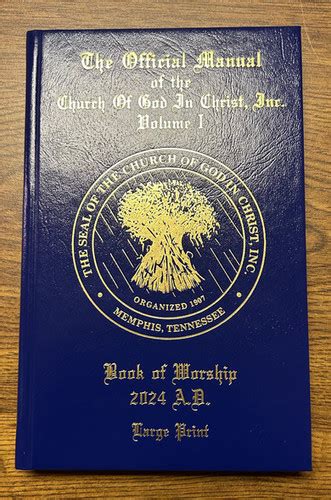 The Official Manual
of the
Church Of God In Christ, Inc.
Volume I
THE SEAL OF THE CHURCH OF GOD IN CHRIST, INC.
ORGANIZED 1907
MEMPHIS, TENNESSEE
Book of Worship
2024 A.D.
Large Print